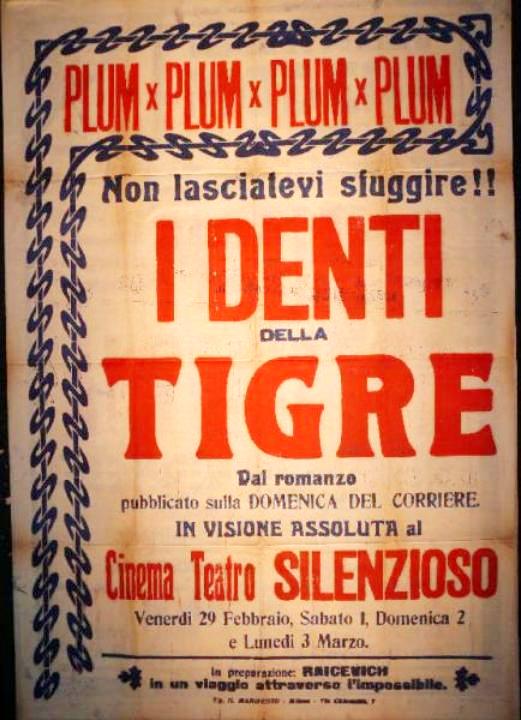 PLUM x PLUM x PLUM x PLUM
Non lasciatevi sfuggire!!
I DENTI
DELLA
TIGRE
Dal romanzo
pubblicato sulla DOMENICA DEL CORRIERE.
IN VISIONE ASSOLUTA al
Cinema Teatro SILENZIOSO
Venerdì 29 Febbraio, Sabato 1, Domenica 2
e Lunedì 3 Marzo.
in preparazione: RAICEVICH
in un viaggio attraverso l'impossibile.
Milano - Via